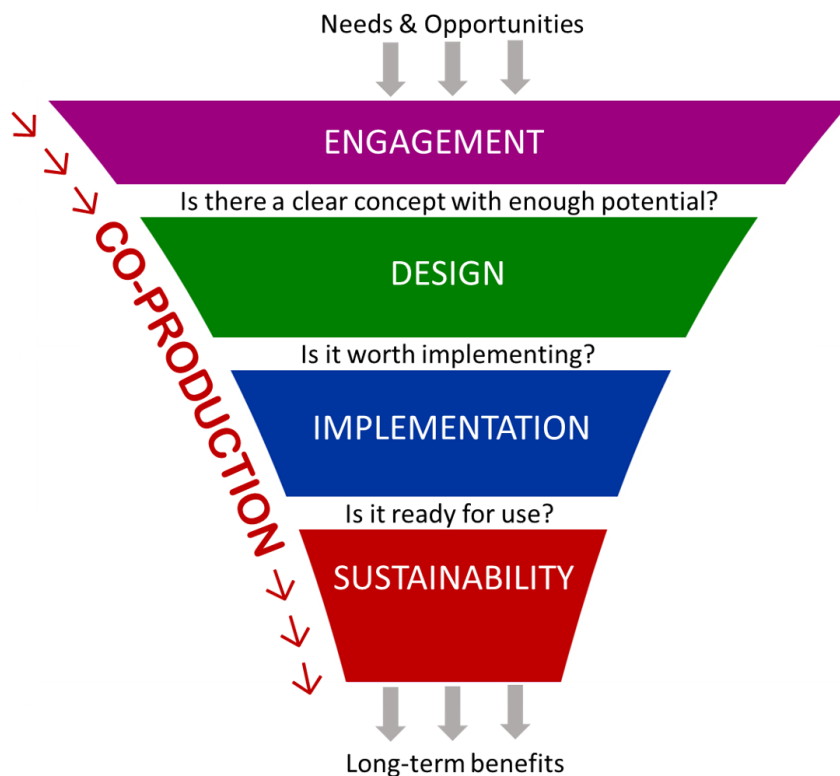 Needs & Opportunities
ENGAGEMENT
Is there a clear concept with enough potential?
DESIGN
Is it worth implementing?
IMPLEMENTATION
Is it ready for use?
SUSTAINABILITY
Long-term benefits
CO-PRODUCTION